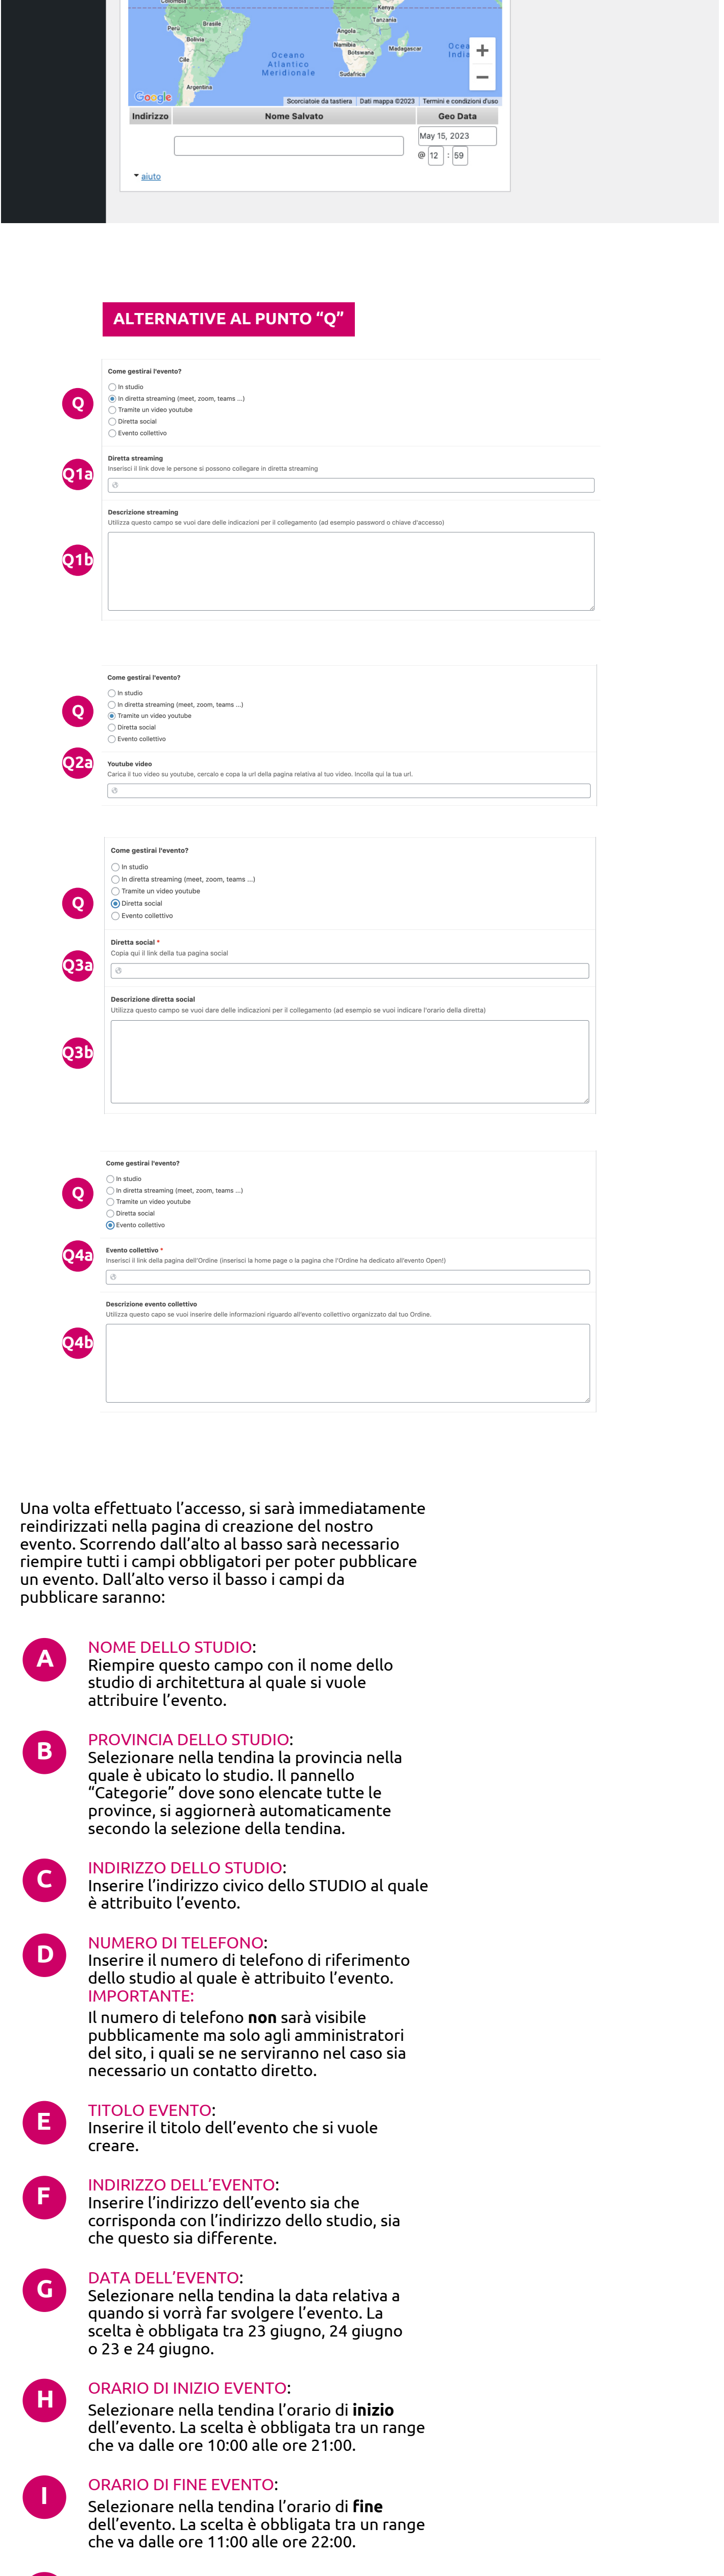 Colombia
Perù
Brasile
Bolivia
Cile
Argentina
Oceano
Atlantico
Meridionale
Kenya
Tanzania
Angola
Namibia
Botswana
Madagascar
Sudafrica
Ocea
India
+
−
Google
Scorciatoie da tastiera
Dati mappa ©2023
Termini e condizioni d'uso
Indirizzo
Nome Salvato
Geo Data
May 15, 2023
@ 12 : 59
aiuto
ALTERNATIVE AL PUNTO “Q”
Come gestirai l'evento?
In studio
Q
In diretta streaming (meet, zoom, teams ...)
Tramite un video youtube
Diretta social
Evento collettivo
Diretta streaming
Q1a
Inserisci il link dove le persone si possono collegare in diretta streaming
Descrizione streaming
Utilizza questo campo se vuoi dare delle indicazioni per il collegamento (ad esempio password o chiave d'accesso)
Q1b
Come gestirai l'evento?
In studio
In diretta streaming (meet, zoom, teams ...)
Q
Tramite un video youtube
Diretta social
Evento collettivo
Q2a
Youtube video
Carica il tuo video su youtube, cercalo e copa la url della pagina relativa al tuo video. Incolla qui la tua url.
Come gestirai l'evento?
In studio
In diretta streaming (meet, zoom, teams ...)
Tramite un video youtube
Q
Diretta social
Evento collettivo
Diretta social *
Copia qui il link della tua pagina social
Q3a
Descrizione diretta social
Utilizza questo campo se vuoi dare delle indicazioni per il collegamento (ad esempio se vuoi indicare l'orario della diretta)
Q3b
Come gestirai l'evento?
In studio
In diretta streaming (meet, zoom, teams ...)
Q
Tramite un video youtube
Diretta social
Evento collettivo
Q4a
Evento collettivo *
Inserisci il link della pagina dell'Ordine (inserisci la home page o la pagina che l'Ordine ha dedicato all'evento Open!)
Descrizione evento collettivo
Utilizza questo capo se vuoi inserire delle informazioni riguardo all'evento collettivo organizzato dal tuo Ordine.
Q4b
Una volta effettuato l’accesso, si sarà immediatamente
reindirizzati nella pagina di creazione del nostro
evento. Scorrendo dall’alto al basso sarà necessario
riempire tutti i campi obbligatori per poter pubblicare
un evento. Dall’alto verso il basso i campi da
pubblicare saranno:
A
NOME DELLO STUDIO:
Riempire questo campo con il nome dello
studio di architettura al quale si vuole
attribuire l’evento.
B
PROVINCIA DELLO STUDIO:
Selezionare nella tendina la provincia nella
quale è ubicato lo studio. Il pannello
“Categorie” dove sono elencate tutte le
province, si aggiornerà automaticamente
secondo la selezione della tendina.
C
INDIRIZZO DELLO STUDIO:
Inserire l’indirizzo civico dello STUDIO al quale
è attribuito l’evento.
D
NUMERO DI TELEFONO:
Inserire il numero di telefono di riferimento
dello studio al quale è attribuito l’evento.
IMPORTANTE:
Il numero di telefono non sarà visibile
pubblicamente ma solo agli amministratori
del sito, i quali se ne serviranno nel caso sia
necessario un contatto diretto.
E
TITOLO EVENTO:
Inserire il titolo dell’evento che si vuole
creare.
F
INDIRIZZO DELL’EVENTO:
Inserire l’indirizzo dell’evento sia che
corrisponda con l’indirizzo dello studio, sia
che questo sia differente.
G
DATA DELL’EVENTO:
Selezionare nella tendina la data relativa a
quando si vorrà far svolgere l’evento. La
scelta è obbligata tra 23 giugno, 24 giugno
o 23 e 24 giugno.
H
ORARIO DI INIZIO EVENTO:
Selezionare nella tendina l’orario di inizio
dell’evento. La scelta è obbligata tra un range
che va dalle ore 10:00 alle ore 21:00.
I
ORARIO DI FINE EVENTO:
Selezionare nella tendina l’orario di fine
dell’evento. La scelta è obbligata tra un range
che va dalle ore 11:00 alle ore 22:00.